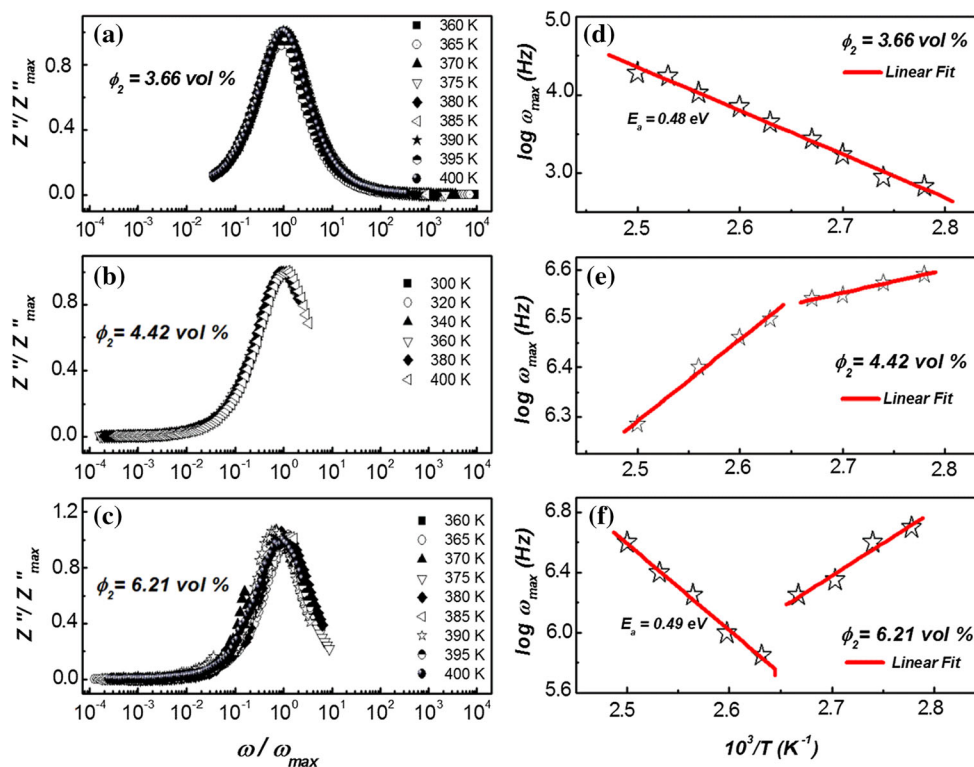 (a)
ϕ₂ = 3.66 vol %
360 K
365 K
370 K
375 K
380 K
385 K
390 K
395 K
400 K
Z"/ Z"max
0.8
0.4
0.0
10⁻⁴ 10⁻³ 10⁻² 10⁻¹ 10⁰ 10¹ 10² 10³ 10⁴
(d)
ϕ₂ = 3.66 vol %
Linear Fit
Eₐ = 0.48 eV
log ωmax (Hz)
5.0
4.0
3.0
2.5 2.6 2.7 2.8
(b)
ϕ₂= 4.42 vol %
300 K
320 K
340 K
360 K
380 K
400 K
Z"/ Z"max
0.8
0.4
0.0
10⁻⁴ 10⁻³ 10⁻² 10⁻¹ 10⁰ 10¹ 10² 10³ 10⁴
(e)
ϕ₂= 4.42 vol %
Linear Fit
log ωmax (Hz)
6.6
6.5
6.3
2.5 2.6 2.7 2.8
(c)
ϕ₂= 6.21 vol %
360 K
365 K
370 K
375 K
380 K
385 K
390 K
395 K
400 K
Z"/ Z"max
1.2
0.8
0.4
0.0
10⁻⁴ 10⁻³ 10⁻² 10⁻¹ 10⁰ 10¹ 10² 10³ 10⁴
ω / ωmax
(f)
Eₐ = 0.49 eV
ϕ₂= 6.21 vol %
Linear Fit
log ωmax (Hz)
6.8
6.4
6.0
5.6
2.5 2.6 2.7 2.8
10³/T (K⁻¹)